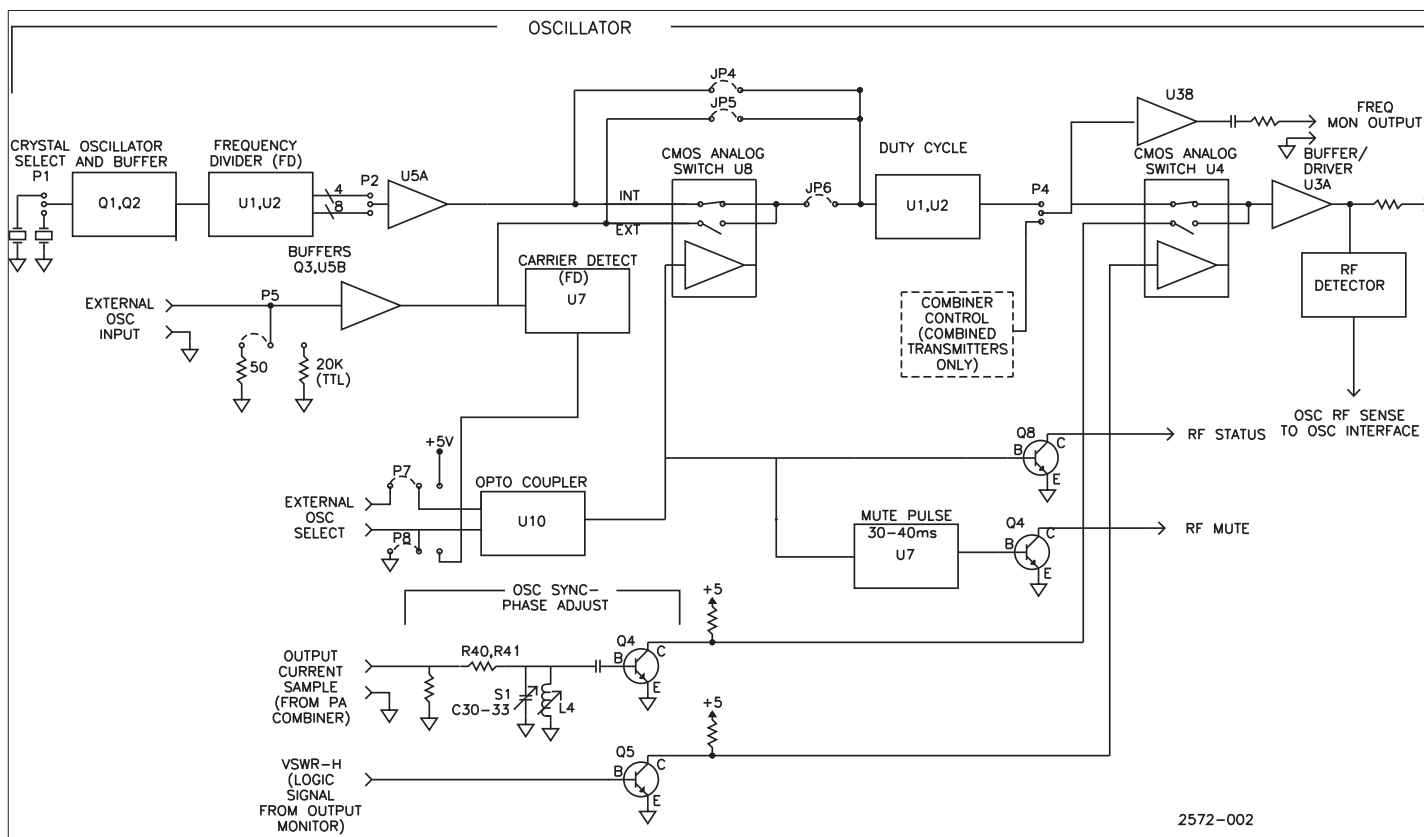 OSCILLATOR
JP4
JP5
U38
FREQ
MON OUTPUT
CRYSTAL
SELECT
P1
OSCILLATOR
AND BUFFER
Q1,Q2
FREQUENCY
DIVIDER (FD)
U1,U2
4
8
P2
U5A
INT
EXT
CMOS ANALOG
SWITCH U8
JP6
DUTY CYCLE
U1,U2
P4
CMOS ANALOG
SWITCH U4
BUFFER/
DRIVER
U3A
BUFFERS
Q3,U5B
CARRIER DETECT
(FD)
U7
RF
DETECTOR
EXTERNAL
OSC
INPUT
P5
50
20K
(TTL)
COMBINER
CONTROL
(COMBINED
TRANSMITTERS
ONLY)
OSC RF SENSE
TO OSC INTERFACE
+5V
P7
EXTERNAL
OSC
SELECT
P8
OPTO COUPLER
U10
Q8
B
C
E
RF STATUS
MUTE PULSE
30-40ms
U7
Q4
B
C
E
RF MUTE
OSC SYNC-
PHASE ADJUST
+5
OUTPUT
CURRENT
SAMPLE
(FROM PA
COMBINER)
R40,R41
S1
C30-33
L4
Q4
B
C
E
+5
VSWR-H
(LOGIC
SIGNAL
FROM OUTPUT
MONITOR)
Q5
B
C
E
2572-002